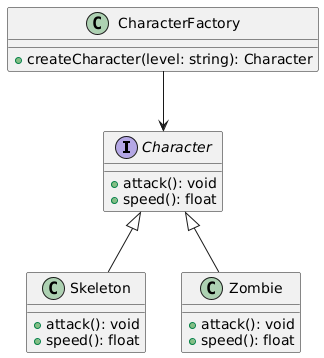 C CharacterFactory
createCharacter(level: string): Character
I Character
attack(): void
speed(): float
C Skeleton
attack(): void
speed(): float
C Zombie
attack(): void
speed(): float